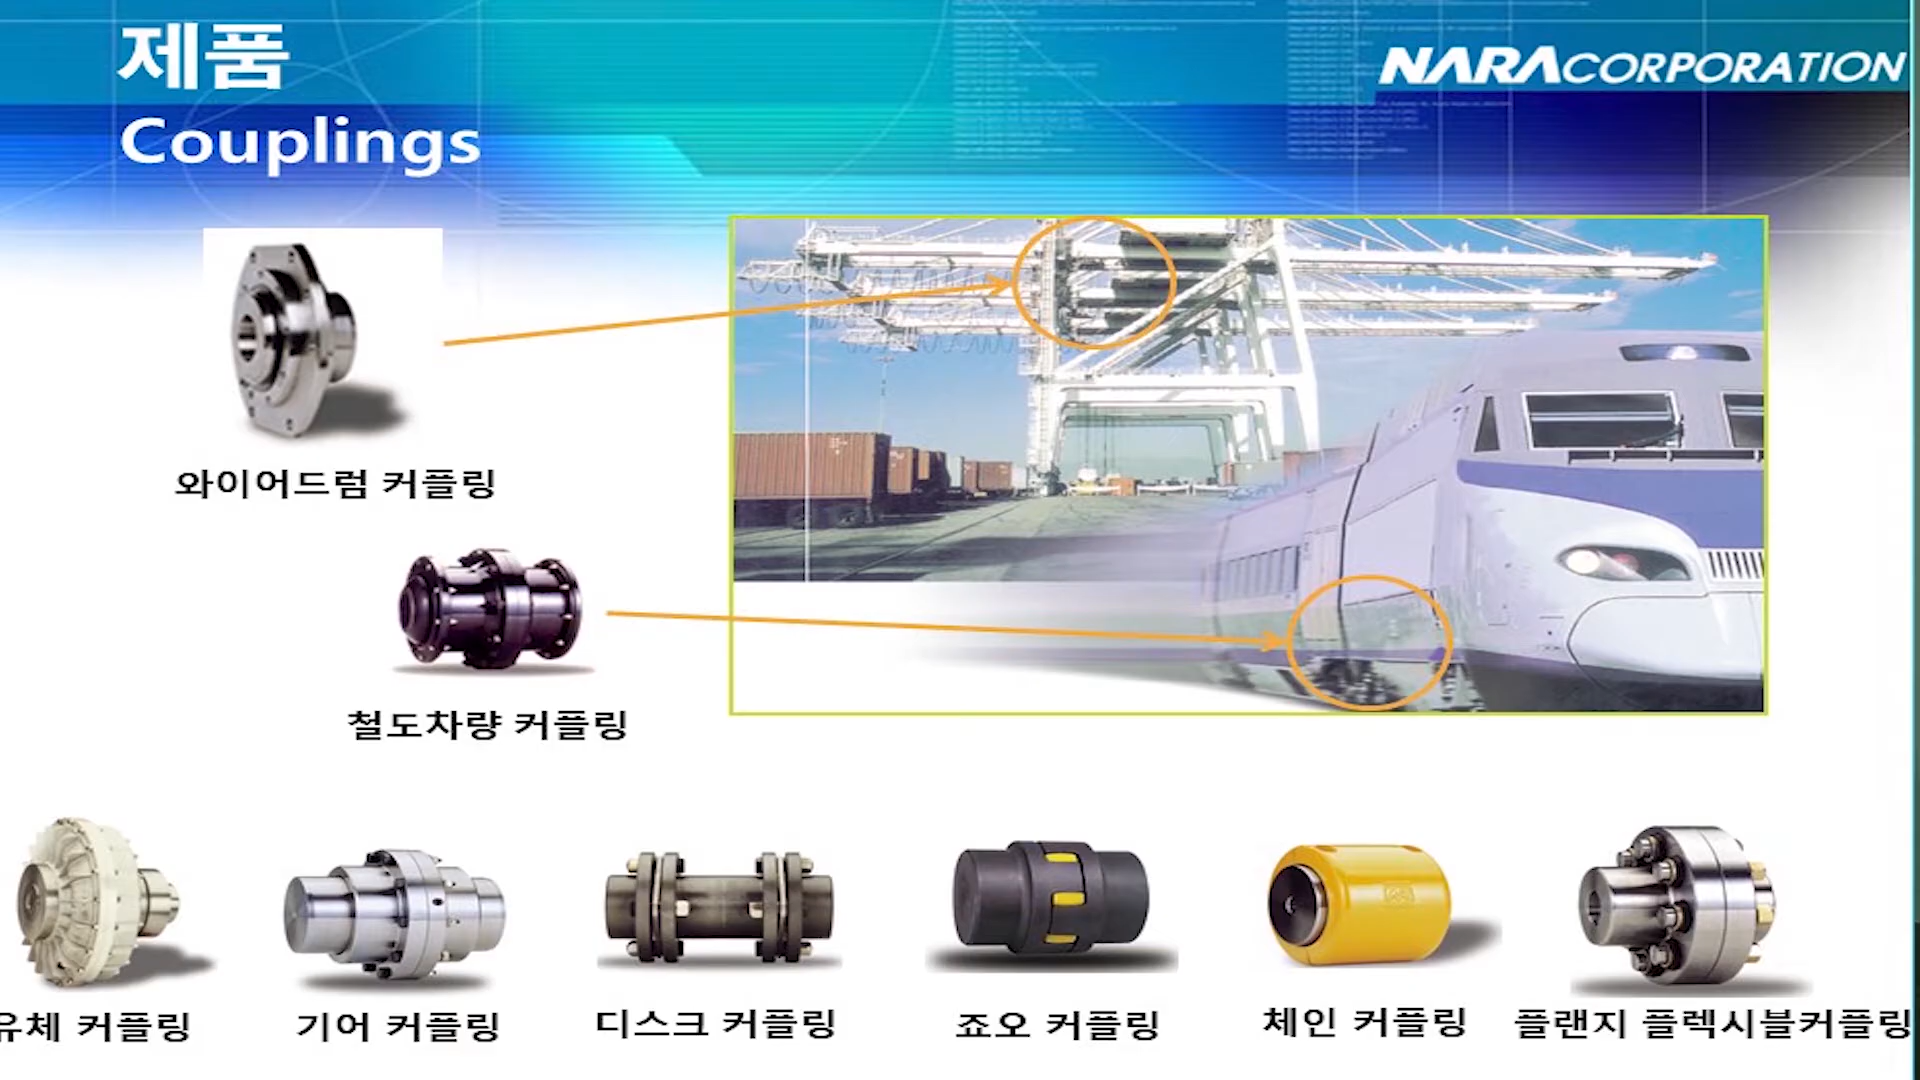 제품
NARACORPORATION
Couplings
와이어드럼 커플링
철도차량 커플링
유체 커플링
기어 커플링
디스크 커플링
죠오 커플링
체인 커플링
플랜지 플렉시블커플링